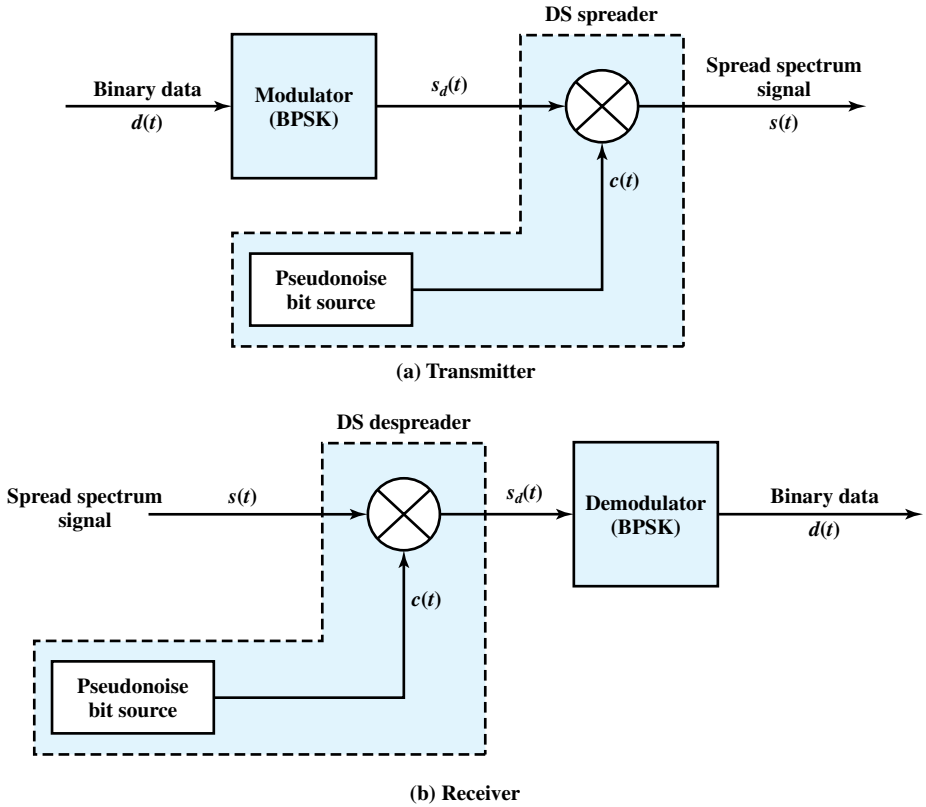 DS spreader
Binary data
d(t)
Modulator
(BPSK)
s_d(t)
Spread spectrum
signal
s(t)
c(t)
Pseudonoise
bit source
(a) Transmitter
DS despreader
Spread spectrum
signal
s(t)
s_d(t)
Demodulator
(BPSK)
Binary data
d(t)
c(t)
Pseudonoise
bit source
(b) Receiver